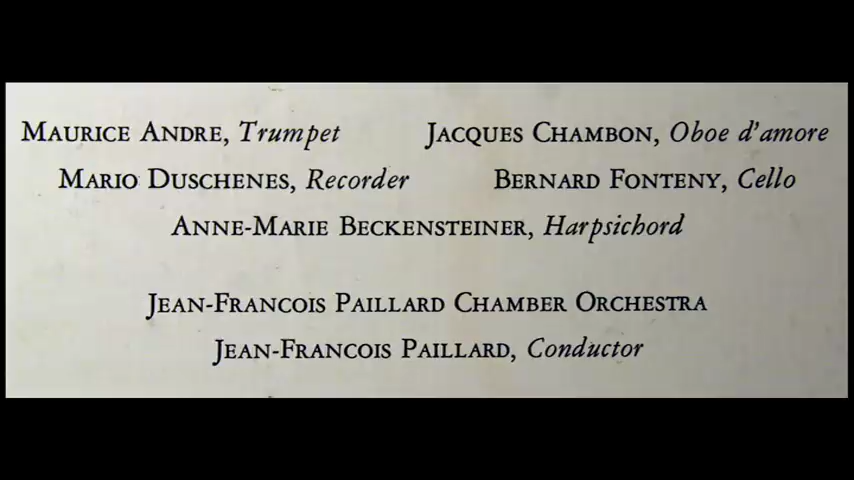 MAURICE ANDRE, Trumpet JACQUES CHAMBON, Oboe d'amore
MARIO DUSCHENES, Recorder BERNARD FONTENY, Cello
ANNE-MARIE BECKENSTEINER, Harpsichord
JEAN-FRANCOIS PAILLARD CHAMBER ORCHESTRA
JEAN-FRANCOIS PAILLARD, Conductor